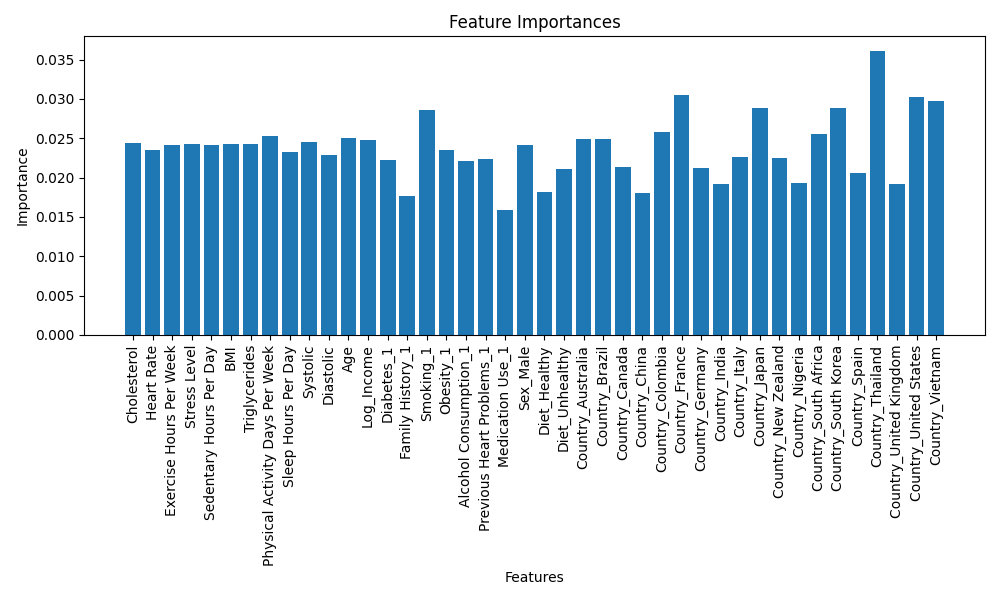 Feature Importances
Importance
0.035
0.030
0.025
0.020
0.015
0.010
0.005
0.000
Cholesterol
Heart Rate
Exercise Hours Per Week
Stress Level
Sedentary Hours Per Day
BMI
Triglycerides
Physical Activity Days Per Week
Sleep Hours Per Day
Systolic
Diastolic
Age
Log_Income
Diabetes_1
Family History_1
Smoking_1
Obesity_1
Alcohol Consumption_1
Previous Heart Problems_1
Medication Use_1
Sex_Male
Diet_Healthy
Diet_Unhealthy
Country_Australia
Country_Brazil
Country_Canada
Country_China
Country_Colombia
Country_France
Country_Germany
Country_India
Country_Italy
Country_Japan
Country_New Zealand
Country_Nigeria
Country_South Africa
Country_South Korea
Country_Spain
Country_Thailand
Country_United Kingdom
Country_United States
Country_Vietnam
Features